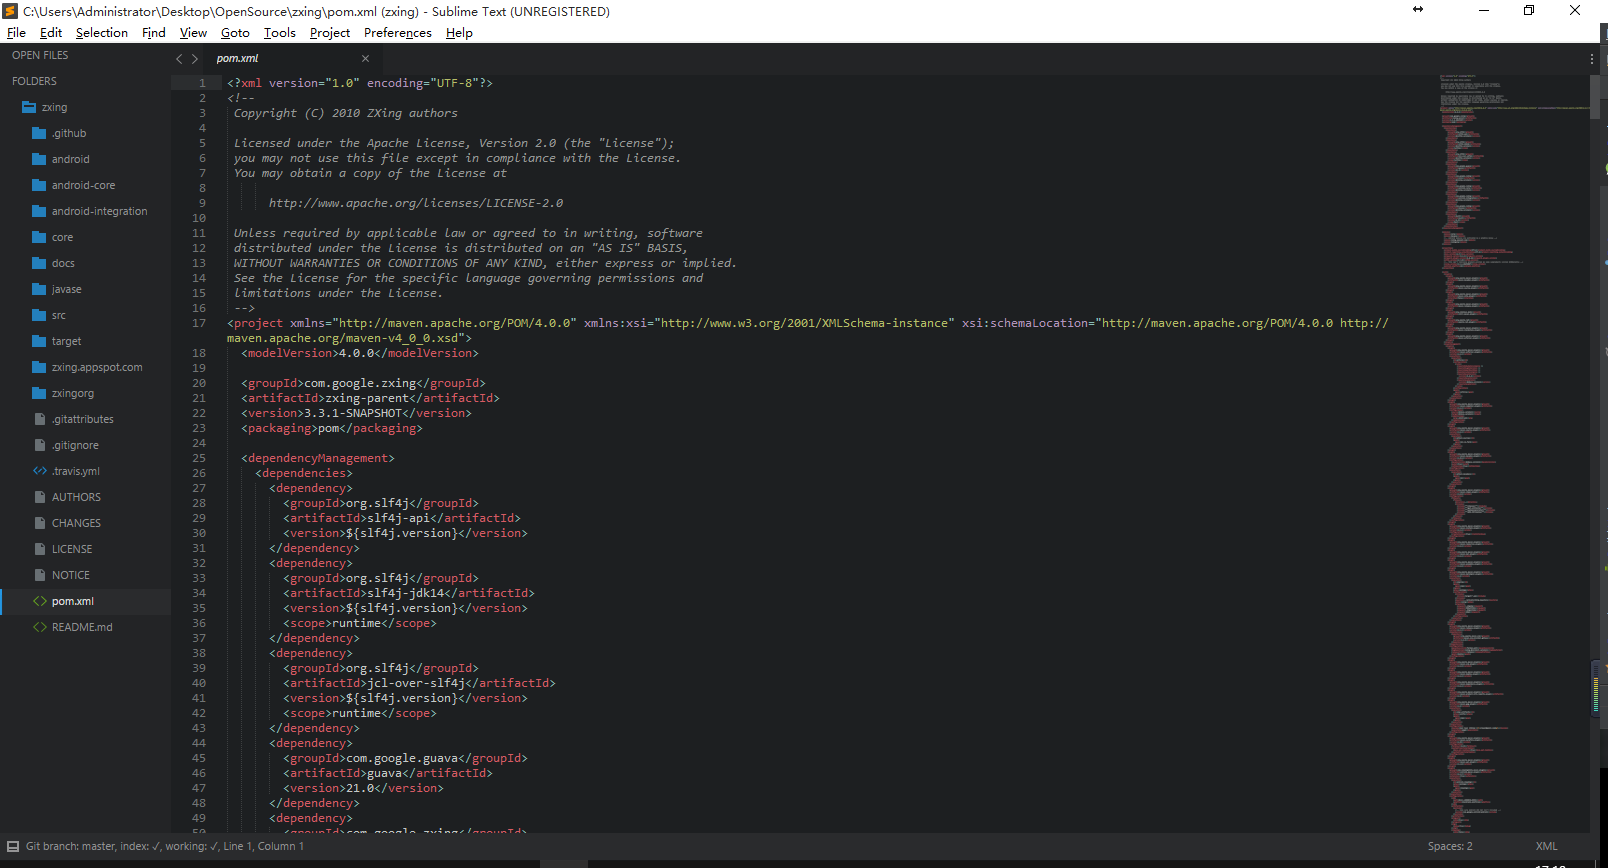 C:\Users\Administrator\Desktop\OpenSource\zxing\pom.xml (zxing) - Sublime Text (UNREGISTERED)
File Edit Selection Find View Goto Tools Project Preferences Help
OPEN FILES
FOLDERS
zxing
.github
android
android-core
android-integration
core
docs
javase
src
target
zxing.appspot.com
zxingorg
.gitattributes
.gitignore
.travis.yml
AUTHORS
CHANGES
LICENSE
NOTICE
pom.xml
README.md
pom.xml
1 <?xml version="1.0" encoding="UTF-8"?>
2 <!--
3 Copyright (C) 2010 ZXing authors
4
5 Licensed under the Apache License, Version 2.0 (the "License");
6 you may not use this file except in compliance with the License.
7 You may obtain a copy of the License at
8
9 http://www.apache.org/licenses/LICENSE-2.0
10
11 Unless required by applicable law or agreed to in writing, software
12 distributed under the License is distributed on an "AS IS" BASIS,
13 WITHOUT WARRANTIES OR CONDITIONS OF ANY KIND, either express or implied.
14 See the License for the specific language governing permissions and
15 limitations under the License.
16 -->
17 <project xmlns="http://maven.apache.org/POM/4.0.0" xmlns:xsi="http://www.w3.org/2001/XMLSchema-instance" xsi:schemaLocation="http://maven.apache.org/POM/4.0.0 http://
maven.apache.org/maven-v4_0_0.xsd">
18 <modelVersion>4.0.0</modelVersion>
19
20 <groupId>com.google.zxing</groupId>
21 <artifactId>zxing-parent</artifactId>
22 <version>3.3.1-SNAPSHOT</version>
23 <packaging>pom</packaging>
24
25 <dependencyManagement>
26 <dependencies>
27 <dependency>
28 <groupId>org.slf4j</groupId>
29 <artifactId>slf4j-api</artifactId>
30 <version>${slf4j.version}</version>
31 </dependency>
32 <dependency>
33 <groupId>org.slf4j</groupId>
34 <artifactId>slf4j-jdk14</artifactId>
35 <version>${slf4j.version}</version>
36 <scope>runtime</scope>
37 </dependency>
38 <dependency>
39 <groupId>org.slf4j</groupId>
40 <artifactId>jcl-over-slf4j</artifactId>
41 <version>${slf4j.version}</version>
42 <scope>runtime</scope>
43 </dependency>
44 <dependency>
45 <groupId>com.google.guava</groupId>
46 <artifactId>guava</artifactId>
47 <version>21.0</version>
48 </dependency>
49 <dependency>
50 <groupId>com.google.zxing</groupId>
Git branch: master, index: ✓, working: ✓, Line 1, Column 1
Spaces: 2
XML